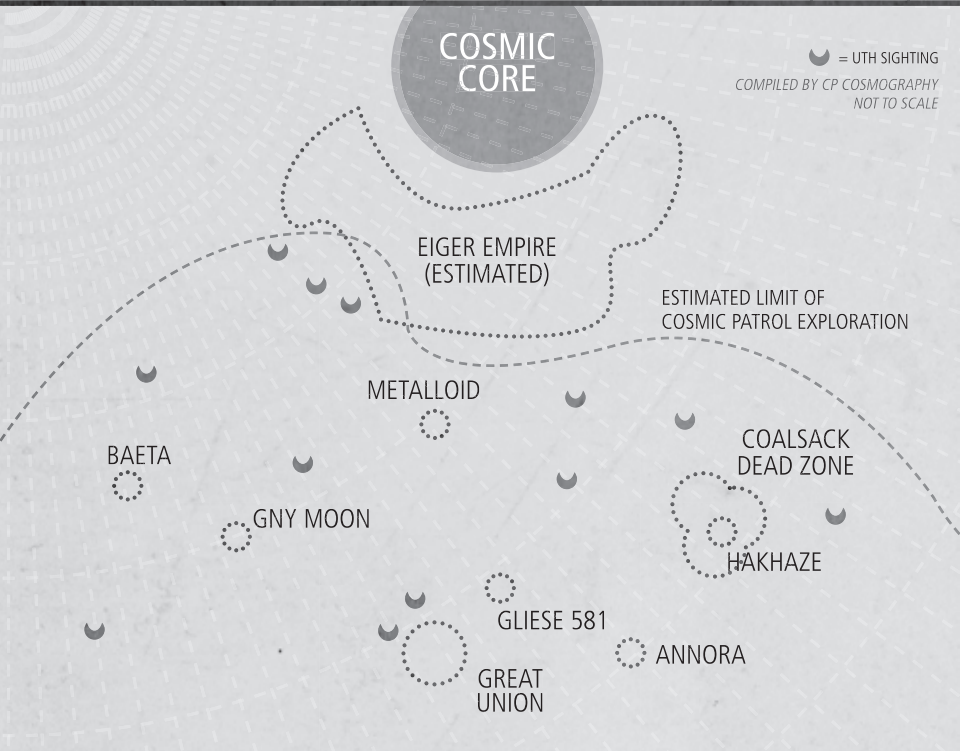 COSMIC
CORE
= UTH SIGHTING
COMPILED BY CP COSMOGRAPHY
NOT TO SCALE
EIGER EMPIRE
(ESTIMATED)
ESTIMATED LIMIT OF
COSMIC PATROL EXPLORATION
METALLOID
COALSACK
DEAD ZONE
BAETA
GNY MOON
HAKHAZE
GLIESE 581
ANNORA
GREAT
UNION